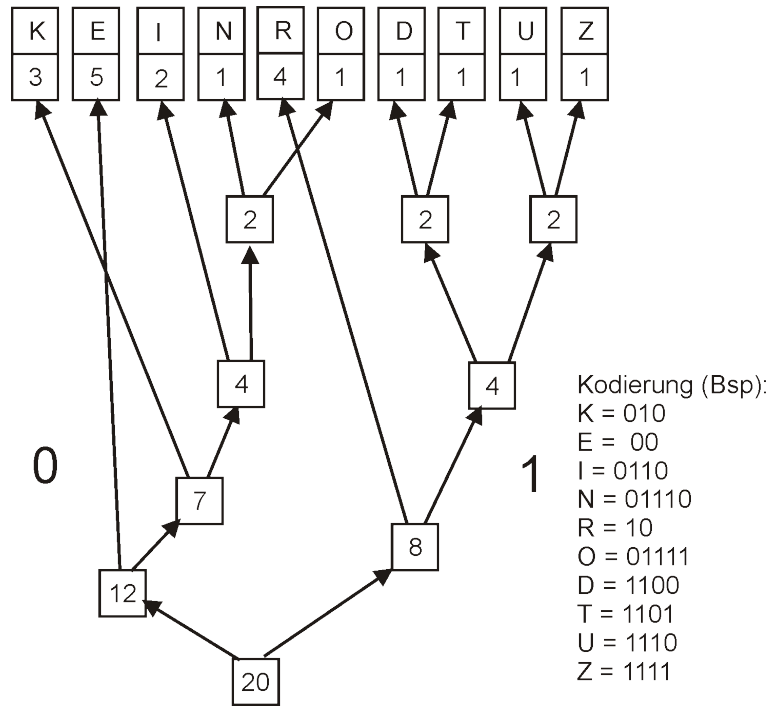 K E I N R O D T U Z
3 5 2 1 4 1 1 1 1 1
2 2 2
4 4
0 1
7
8
12
20
Kodierung (Bsp):
K = 010
E = 00
I = 0110
N = 01110
R = 10
O = 01111
D = 1100
T = 1101
U = 1110
Z = 1111